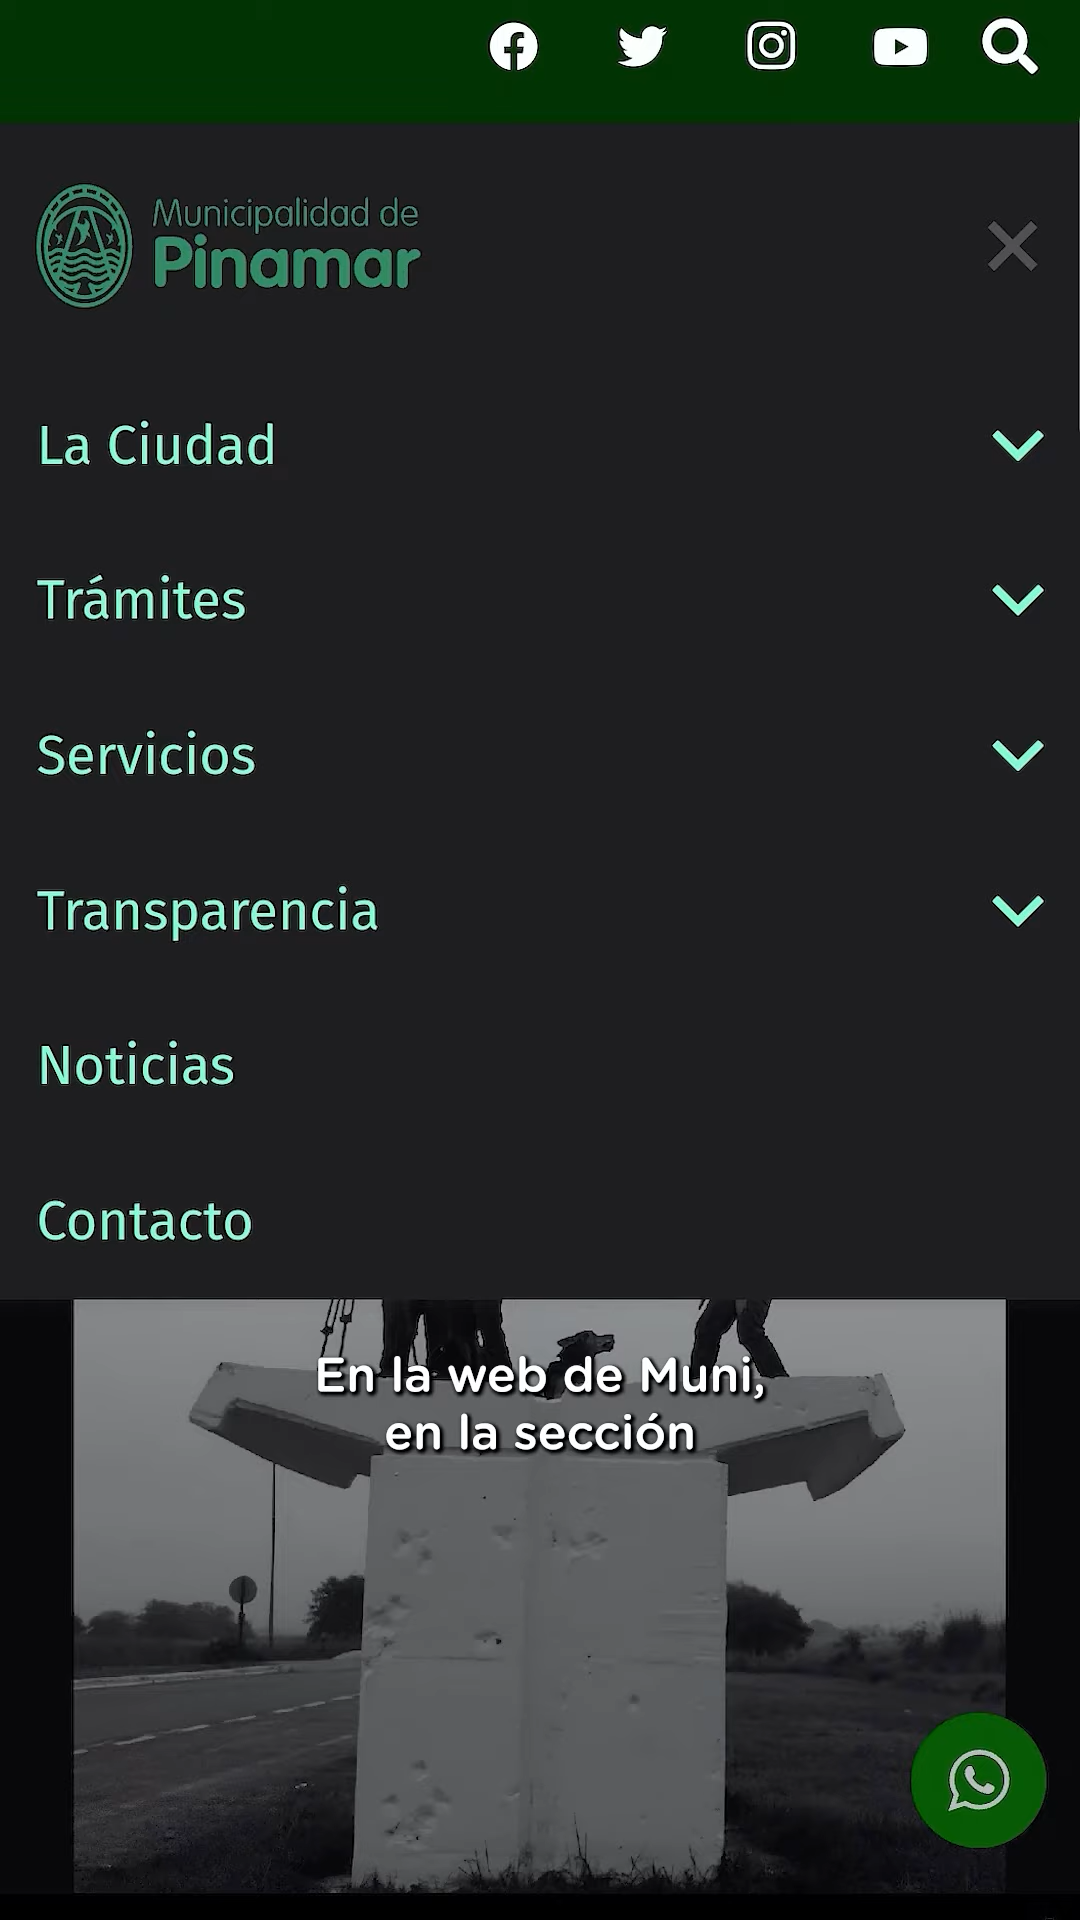 Municipalidad de
Pinamar
La Ciudad
Trámites
Servicios
Transparencia
Noticias
Contacto
En la web de Muni,
en la sección